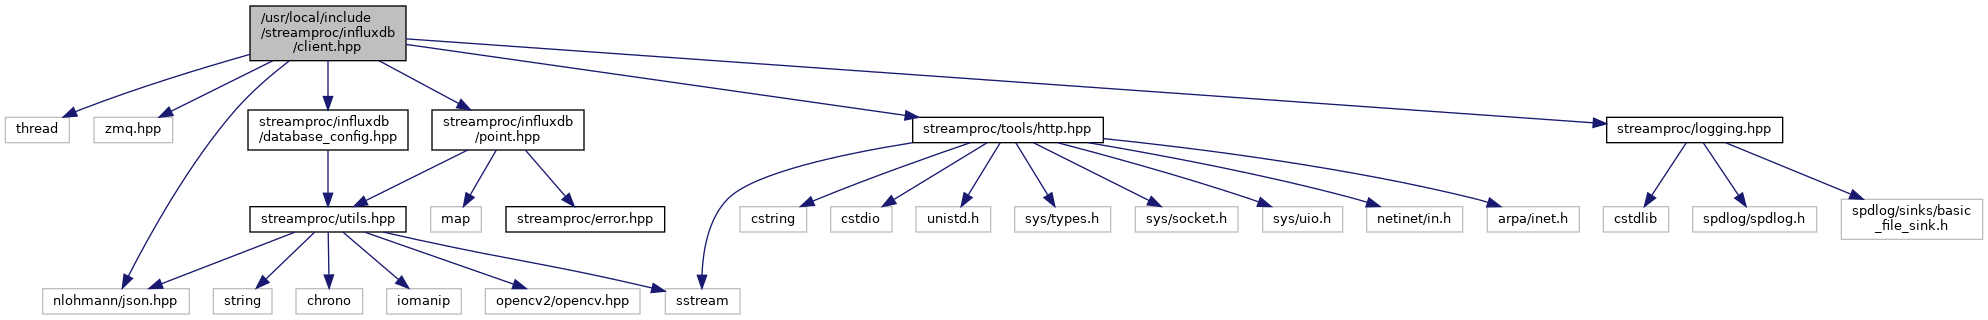 /usr/local/include
/streamproc/influxdb
/client.hpp
thread
zmq.hpp
streamproc/influxdb
/database_config.hpp
streamproc/influxdb
/point.hpp
streamproc/tools/http.hpp
streamproc/logging.hpp
streamproc/utils.hpp
map
streamproc/error.hpp
cstring
cstdio
unistd.h
sys/types.h
sys/socket.h
sys/uio.h
netinet/in.h
arpa/inet.h
cstdlib
spdlog/spdlog.h
spdlog/sinks/basic
_file_sink.h
nlohmann/json.hpp
string
chrono
iomanip
opencv2/opencv.hpp
sstream